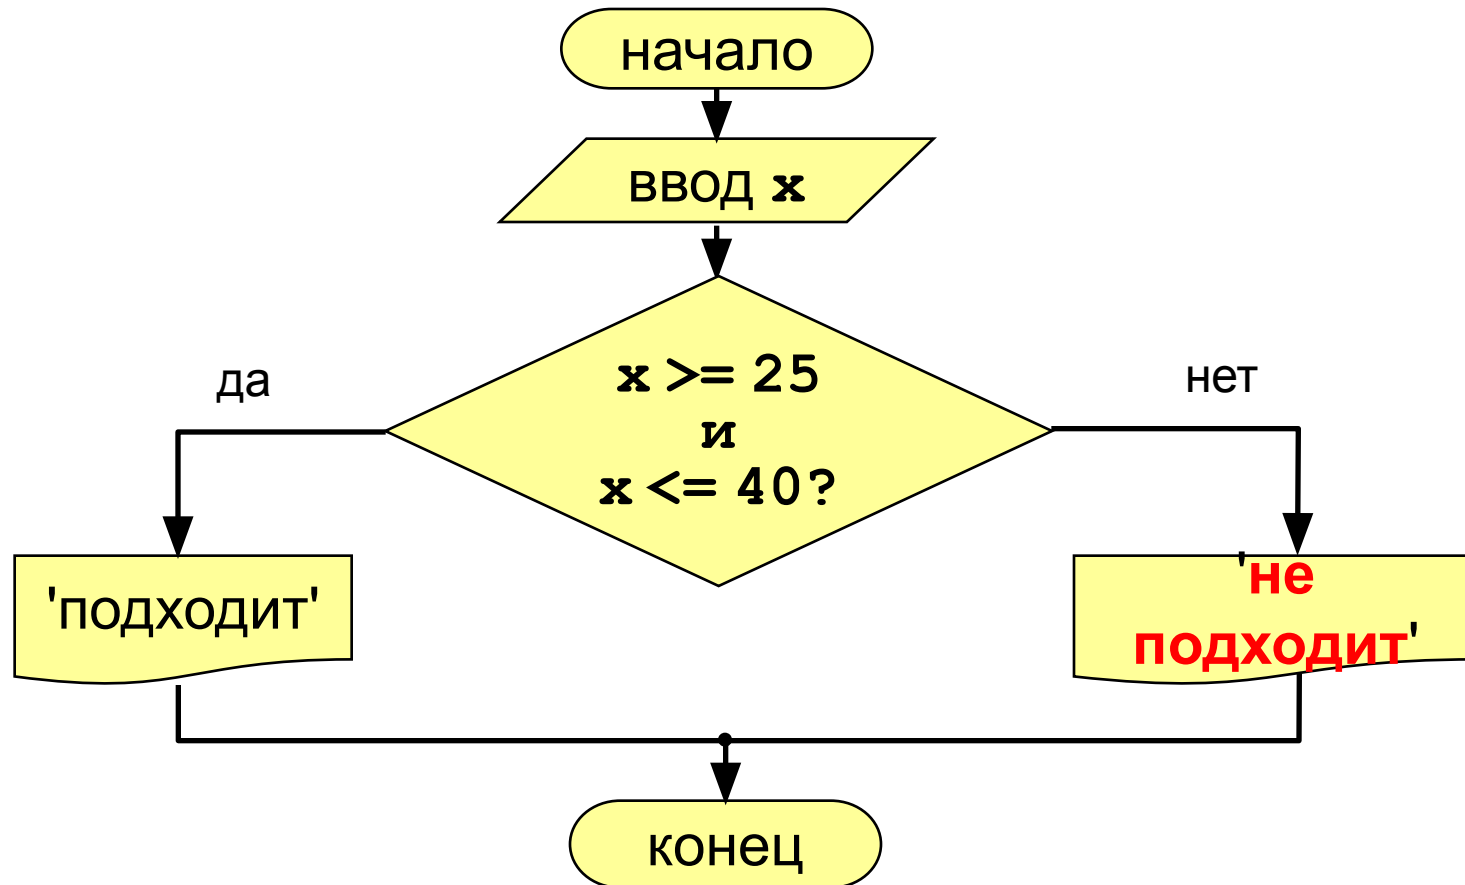 начало
ввод x
да
нет
x >= 25
и
x <= 40?
'подходит'
'не
подходит'
конец